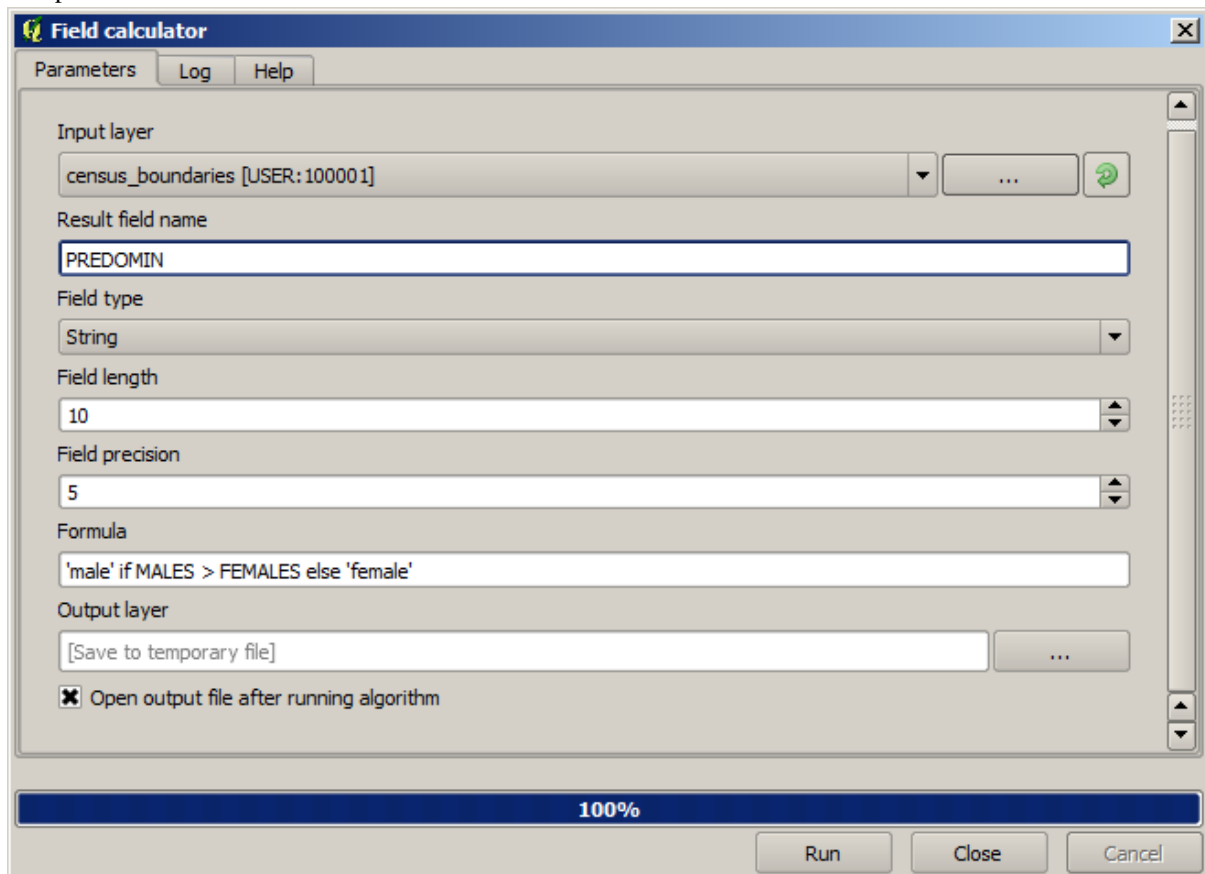 Field calculator
Parameters Log Help
Input layer
census_boundaries [USER:100001]
...
Result field name
PREDOMIN
Field type
String
Field length
10
Field precision
5
Formula
'male' if MALES > FEMALES else 'female'
Output layer
[Save to temporary file]
...
Open output file after running algorithm
100%
Run Close Cancel